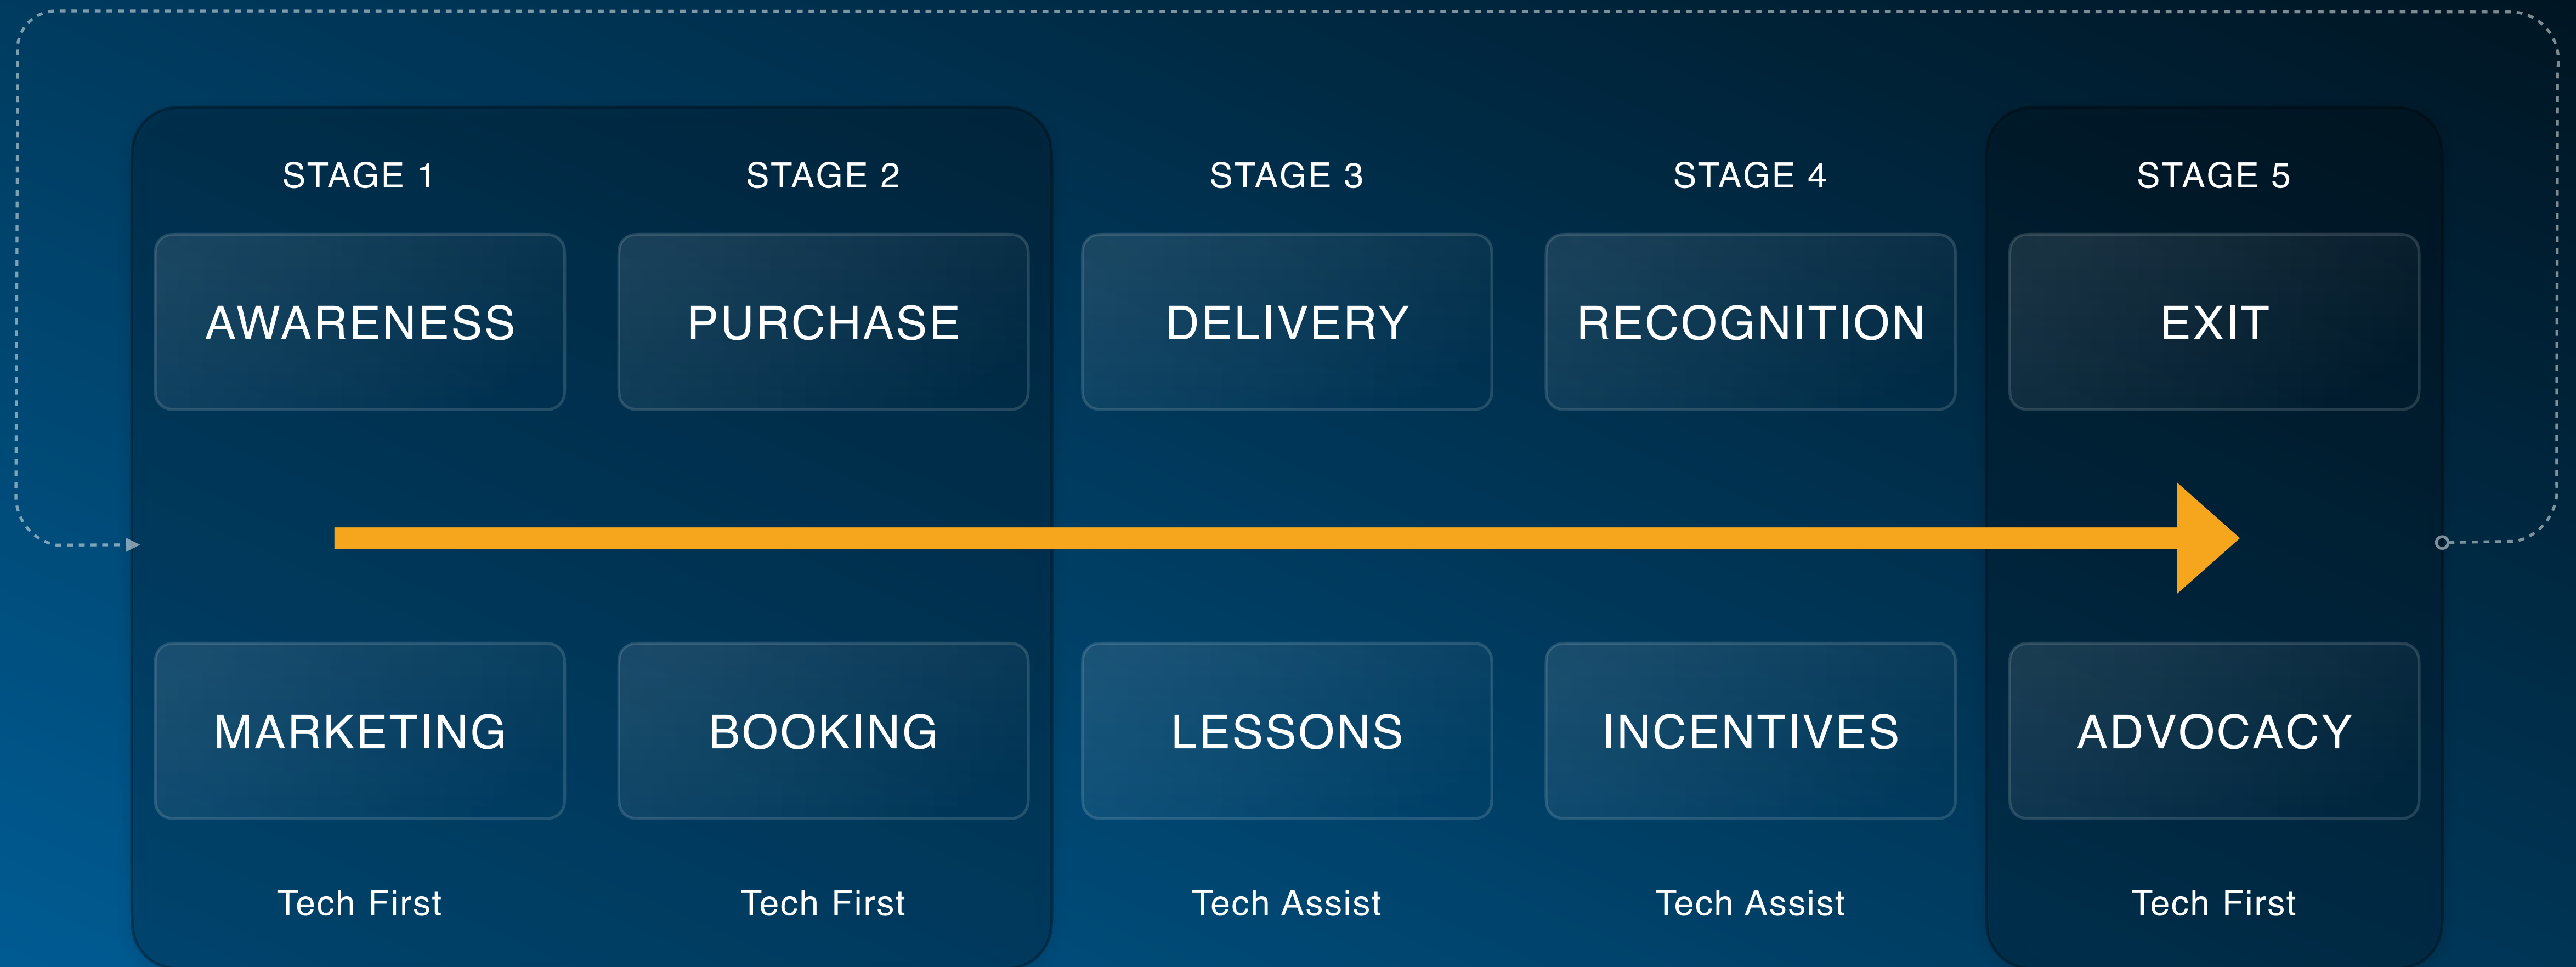 STAGE 1 STAGE 2 STAGE 3 STAGE 4 STAGE 5
AWARENESS PURCHASE DELIVERY RECOGNITION EXIT
MARKETING BOOKING LESSONS INCENTIVES ADVOCACY
Tech First Tech First Tech Assist Tech Assist Tech First